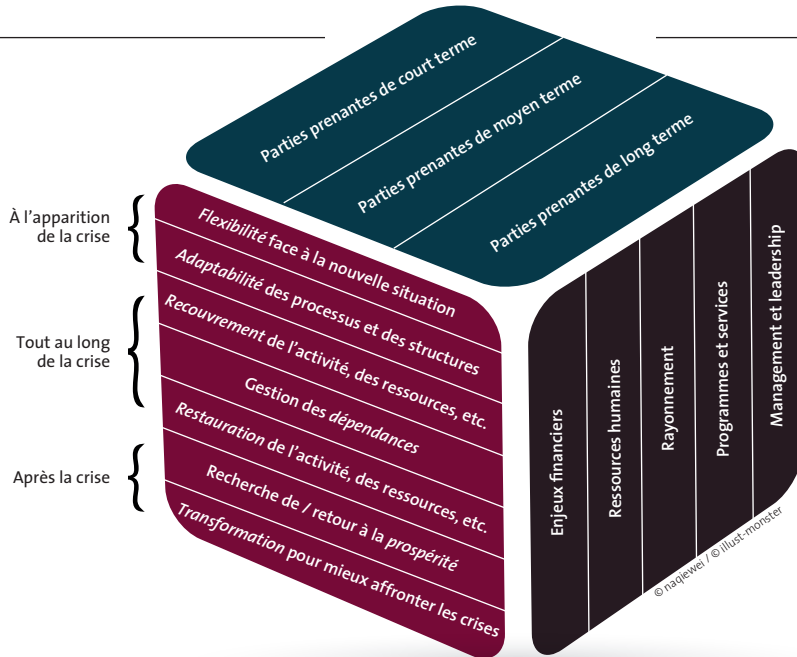 Parties prenantes de court terme
Parties prenantes de moyen terme
Parties prenantes de long terme
À l’apparition
de la crise
Flexibilité face à la nouvelle situation
Adaptabilité des processus et des structures
Tout au long
de la crise
Recouvrement de l’activité, des ressources, etc.
Gestion des dépendances
Après la crise
Restauration de l’activité, des ressources, etc.
Recherche de / retour à la prospérité
Transformation pour mieux affronter les crises
Enjeux financiers
Ressources humaines
Rayonnement
Programmes et services
Management et leadership
© naqiewei / © illust-monster